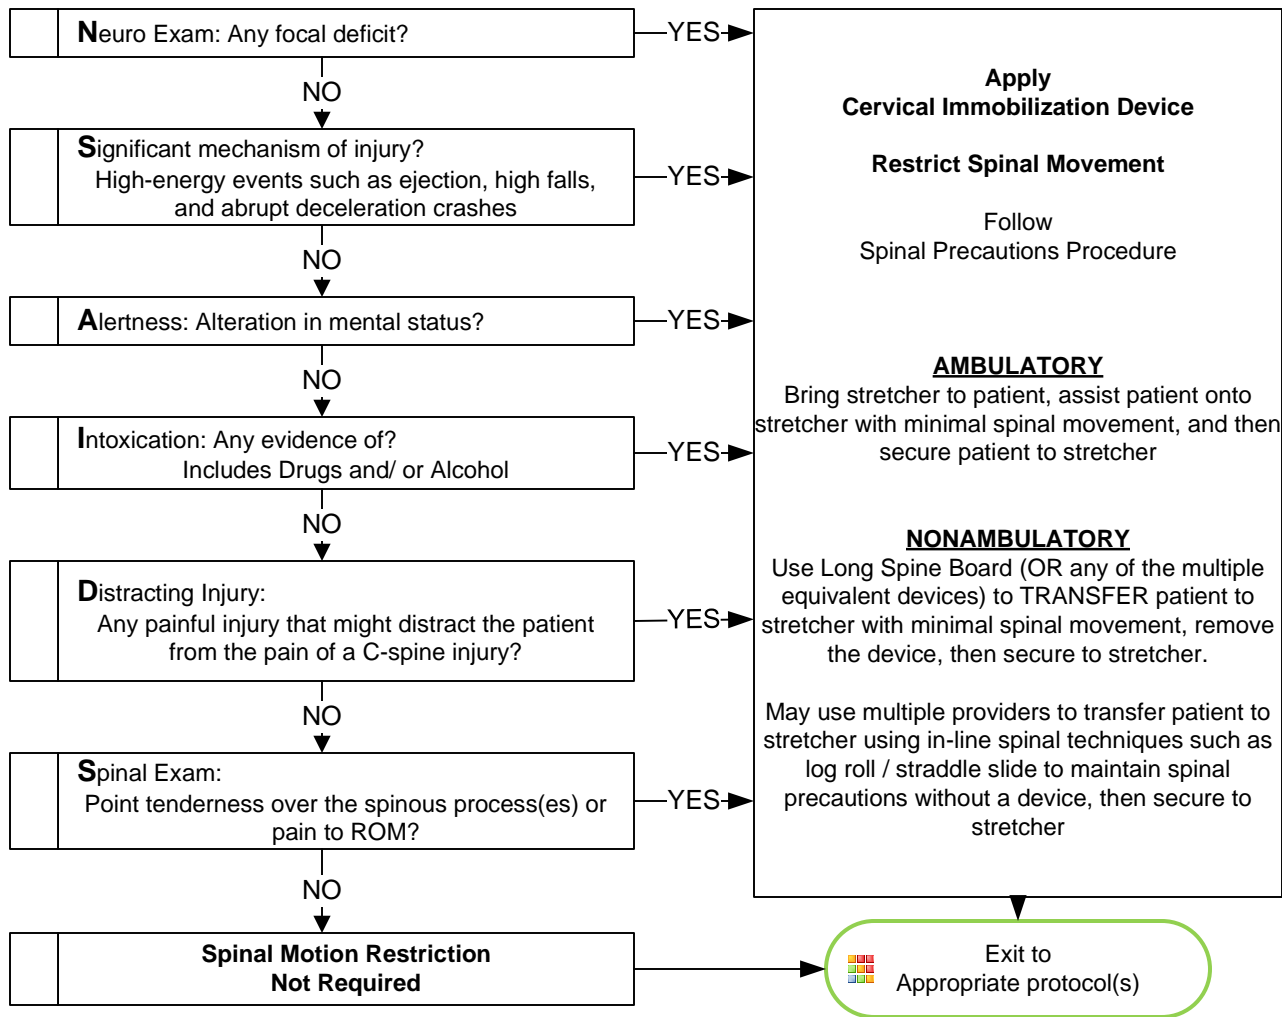 Neuro Exam: Any focal deficit?
YES
NO
Significant mechanism of injury?
High-energy events such as ejection, high falls,
and abrupt deceleration crashes
YES
NO
Alertness: Alteration in mental status?
YES
NO
Intoxication: Any evidence of?
Includes Drugs and/ or Alcohol
YES
NO
Distracting Injury:
Any painful injury that might distract the patient
from the pain of a C-spine injury?
YES
NO
Spinal Exam:
Point tenderness over the spinous process(es) or
pain to ROM?
YES
NO
Spinal Motion Restriction
Not Required
Apply
Cervical Immobilization Device
Restrict Spinal Movement
Follow
Spinal Precautions Procedure
AMBULATORY
Bring stretcher to patient, assist patient onto
stretcher with minimal spinal movement, and then
secure patient to stretcher
NONAMBULATORY
Use Long Spine Board (OR any of the multiple
equivalent devices) to TRANSFER patient to
stretcher with minimal spinal movement, remove
the device, then secure to stretcher.
May use multiple providers to transfer patient to
stretcher using in-line spinal techniques such as
log roll / straddle slide to maintain spinal
precautions without a device, then secure to
stretcher
Exit to
Appropriate protocol(s)